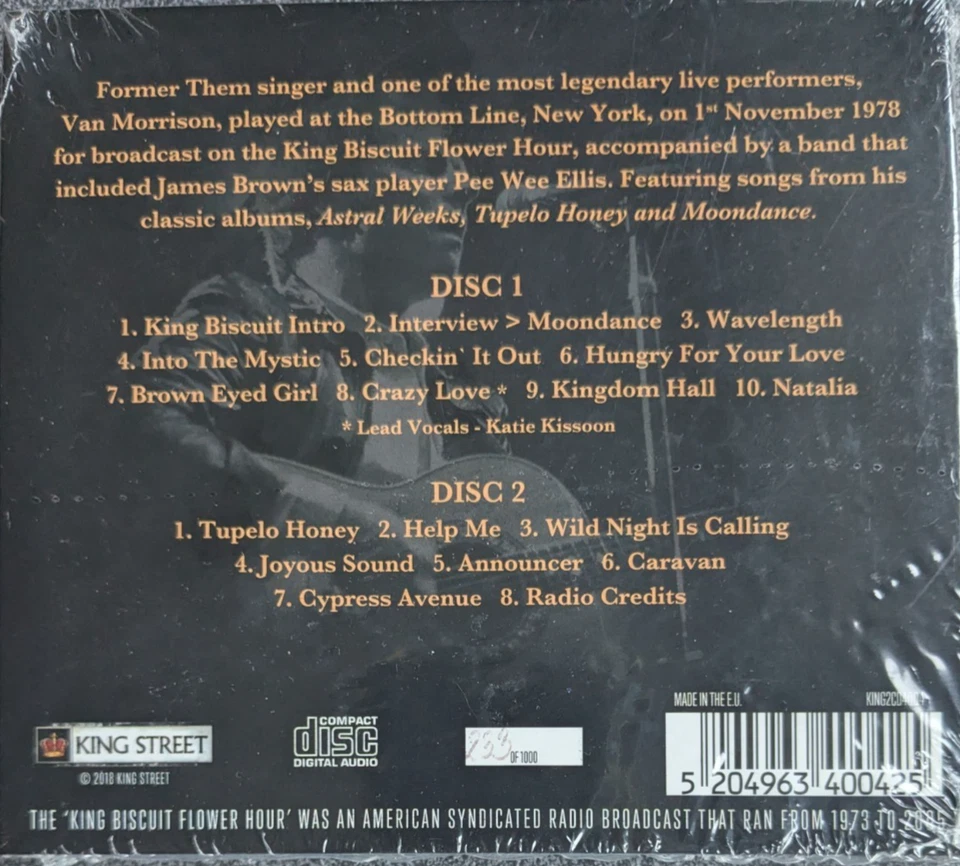 Former Them singer and one of the most legendary live performers,
Van Morrison, played at the Bottom Line, New York, on 1st November 1978
for broadcast on the King Biscuit Flower Hour, accompanied by a band that
included James Brown's sax player Pee Wee Ellis. Featuring songs from his
classic albums, Astral Weeks, Tupelo Honey and Moondance.
DISC 1
1. King Biscuit Intro 2. Interview > Moondance 3. Wavelength
4. Into The Mystic 5. Checkin` It Out 6. Hungry For Your Love
7. Brown Eyed Girl 8. Crazy Love * 9. Kingdom Hall 10. Natalia
* Lead Vocals - Katie Kissoon
DISC 2
1. Tupelo Honey 2. Help Me 3. Wild Night Is Calling
4. Joyous Sound 5. Announcer 6. Caravan
7. Cypress Avenue 8. Radio Credits
MADE IN THE E.U.
KING STREET
© 2018 KING STREET
COMPACT
disc
DIGITAL AUDIO
233 OF 1000
5 204963 400425
THE 'KING BISCUIT FLOWER HOUR' WAS AN AMERICAN SYNDICATED RADIO BROADCAST THAT RAN FROM 1973 TO